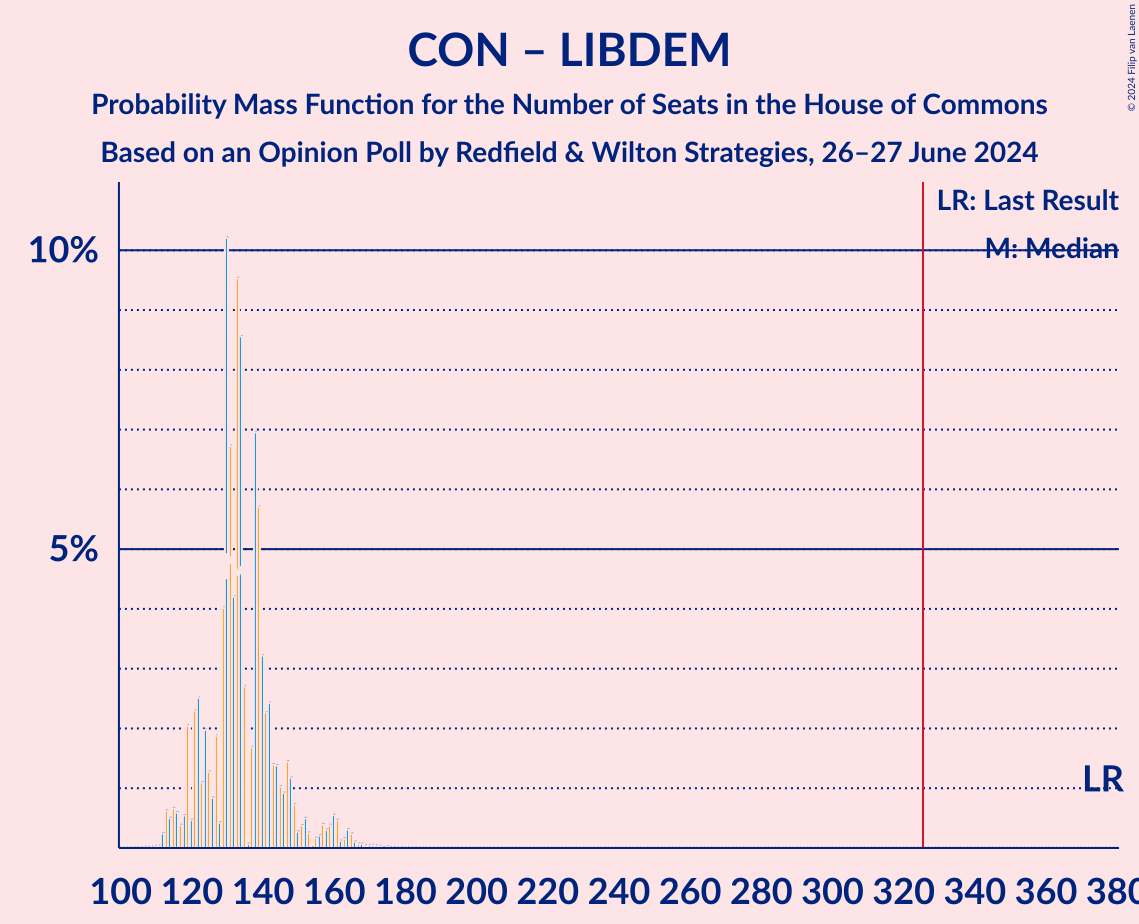 CON – LIBDEM
Probability Mass Function for the Number of Seats in the House of Commons
Based on an Opinion Poll by Redfield & Wilton Strategies, 26–27 June 2024
© 2024 Filip van Laenen
LR: Last Result
M: Median
10%
5%
LR
100 120 140 160 180 200 220 240 260 280 300 320 340 360 380